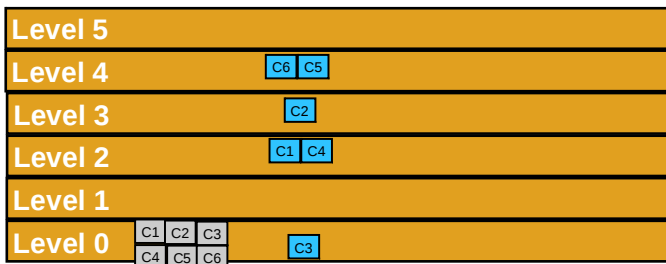 Level 5
Level 4 C6 C5
Level 3 C2
Level 2 C1 C4
Level 1
C1 C2 C3
Level 0 C3
C4 C5 C6